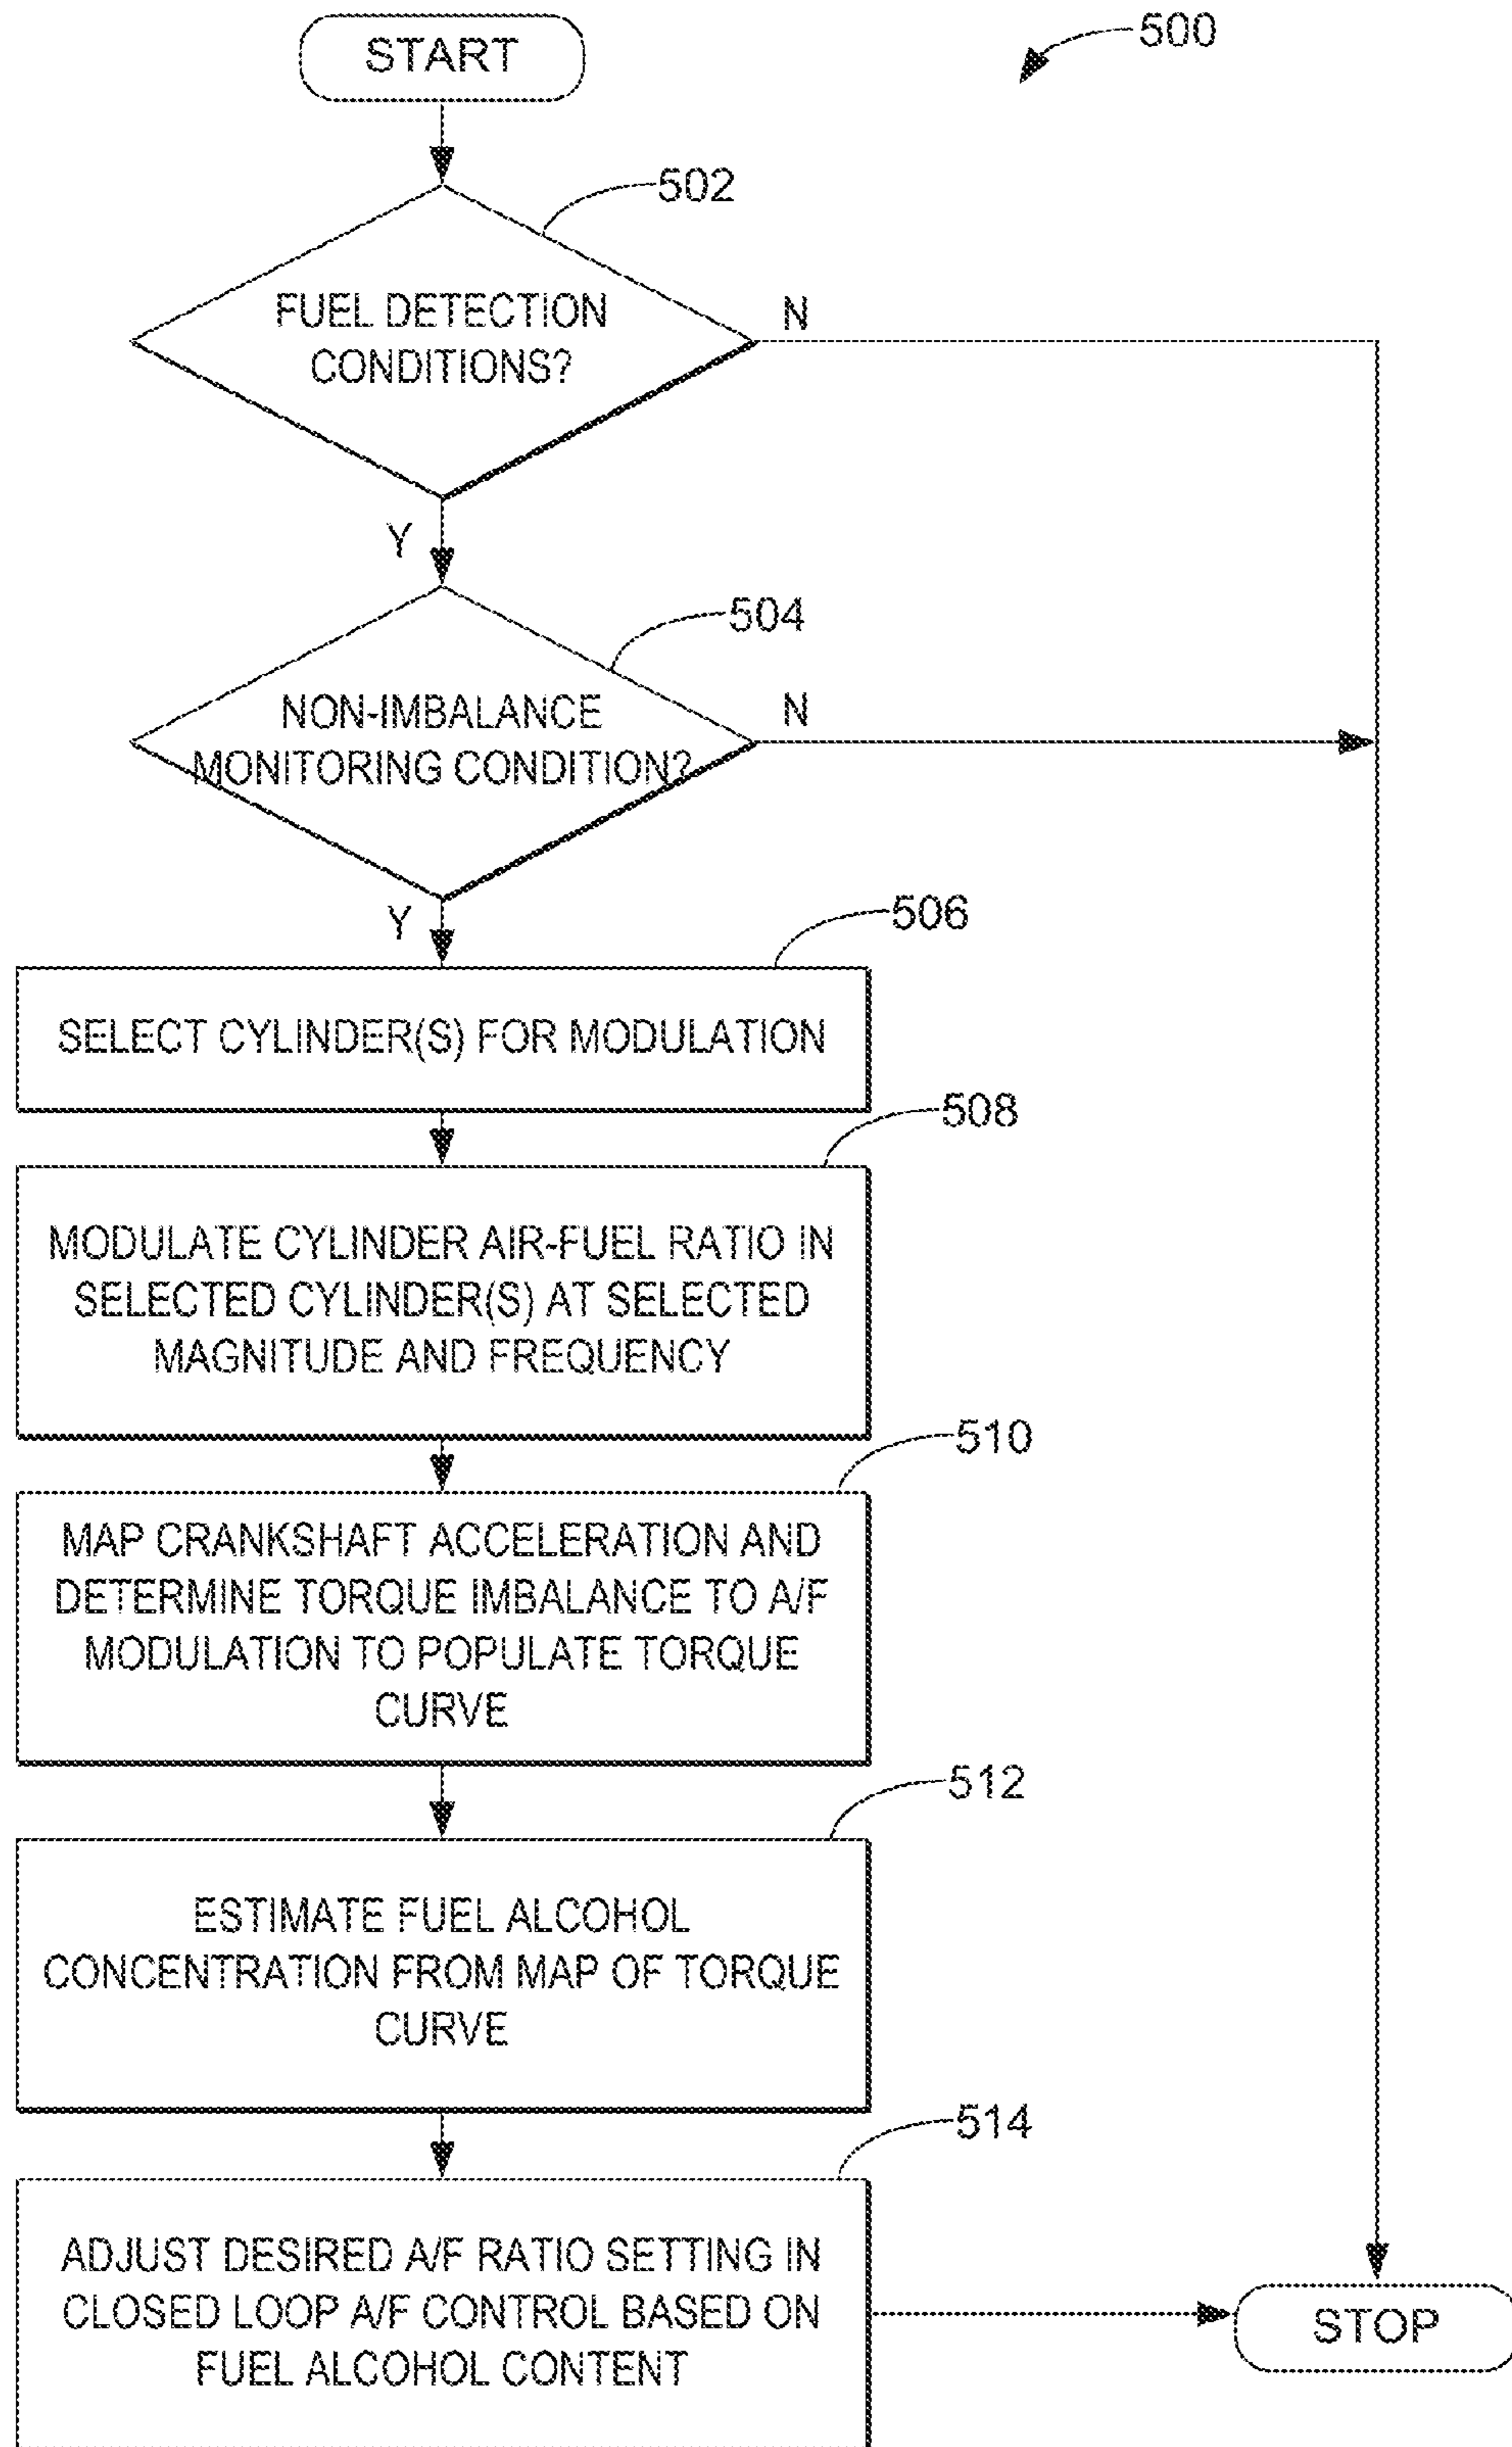 START
500
502
FUEL DETECTION
CONDITIONS?
N
Y
504
NON-IMBALANCE
MONITORING CONDITION?
N
Y
506
SELECT CYLINDER(S) FOR MODULATION
508
MODULATE CYLINDER AIR-FUEL RATIO IN
SELECTED CYLINDER(S) AT SELECTED
MAGNITUDE AND FREQUENCY
510
MAP CRANKSHAFT ACCELERATION AND
DETERMINE TORQUE IMBALANCE TO A/F
MODULATION TO POPULATE TORQUE
CURVE
512
ESTIMATE FUEL ALCOHOL
CONCENTRATION FROM MAP OF TORQUE
CURVE
514
ADJUST DESIRED A/F RATIO SETTING IN
CLOSED LOOP A/F CONTROL BASED ON
FUEL ALCOHOL CONTENT
STOP